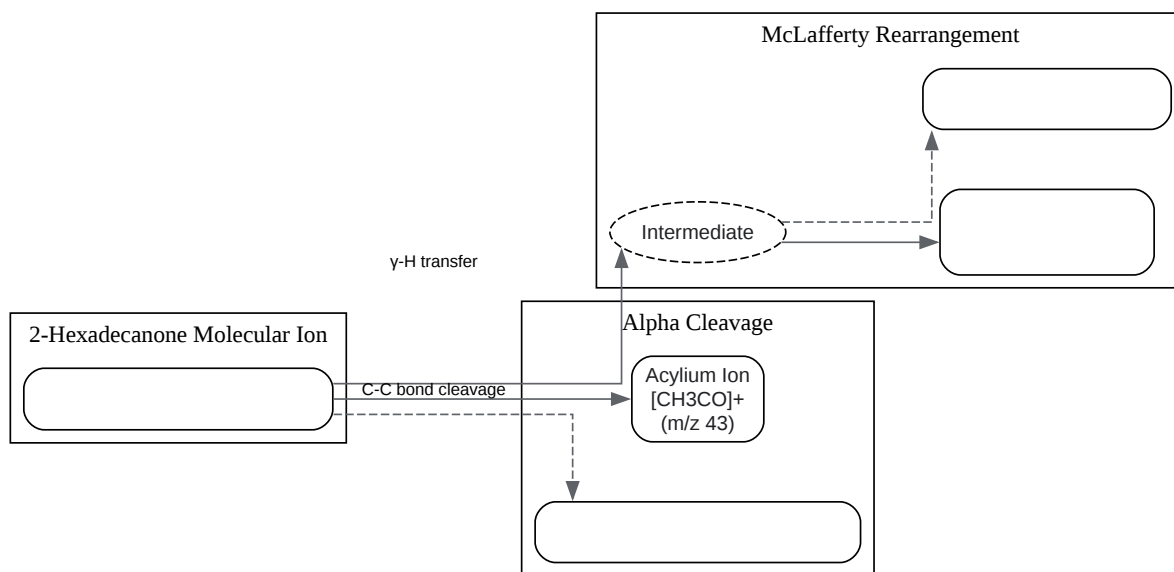 McLafferty Rearrangement
Intermediate
γ-H transfer
2-Hexadecanone Molecular Ion
C-C bond cleavage
Alpha Cleavage
Acylium Ion
[CH3CO]+
(m/z 43)